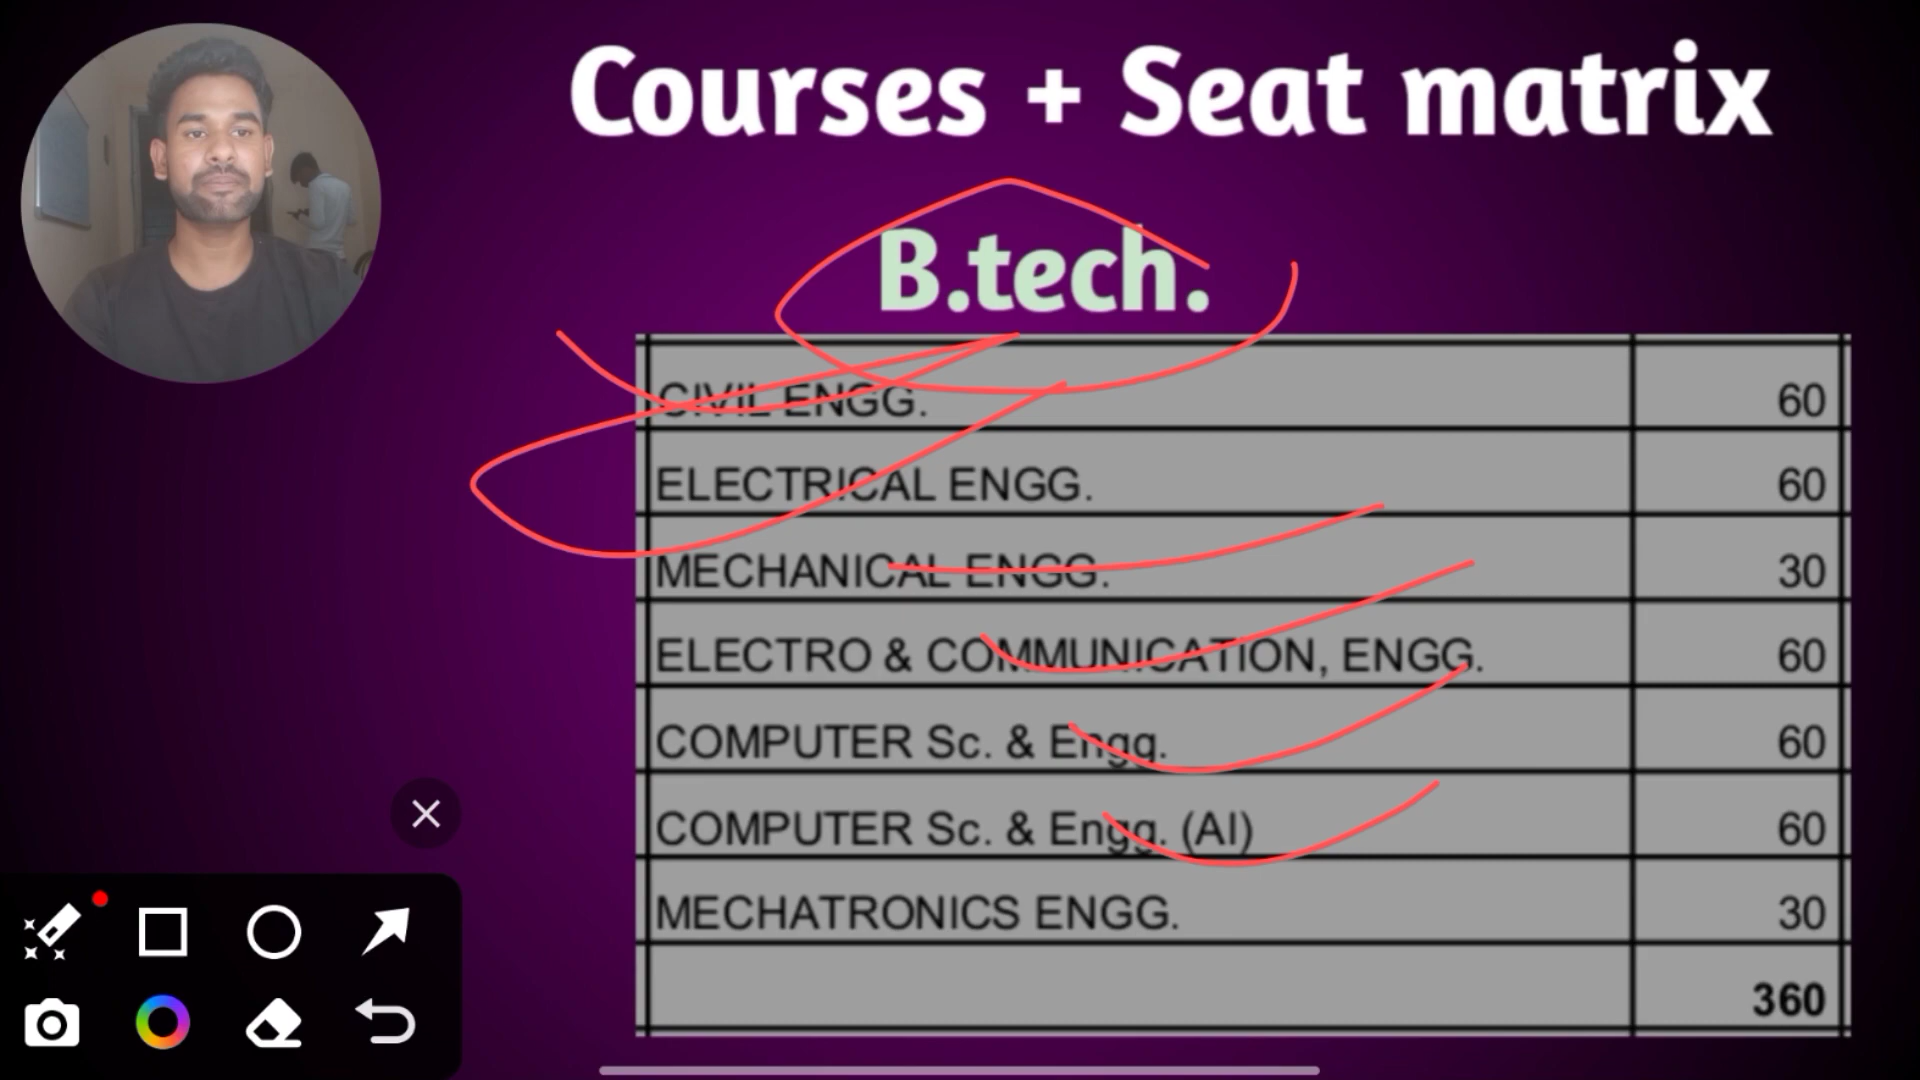 Courses + Seat matrix
B.tech.
CIVIL ENGG. 60
ELECTRICAL ENGG. 60
MECHANICAL ENGG. 30
ELECTRO & COMMUNICATION, ENGG. 60
COMPUTER Sc. & Engg. 60
COMPUTER Sc. & Engg. (AI) 60
MECHATRONICS ENGG. 30
360